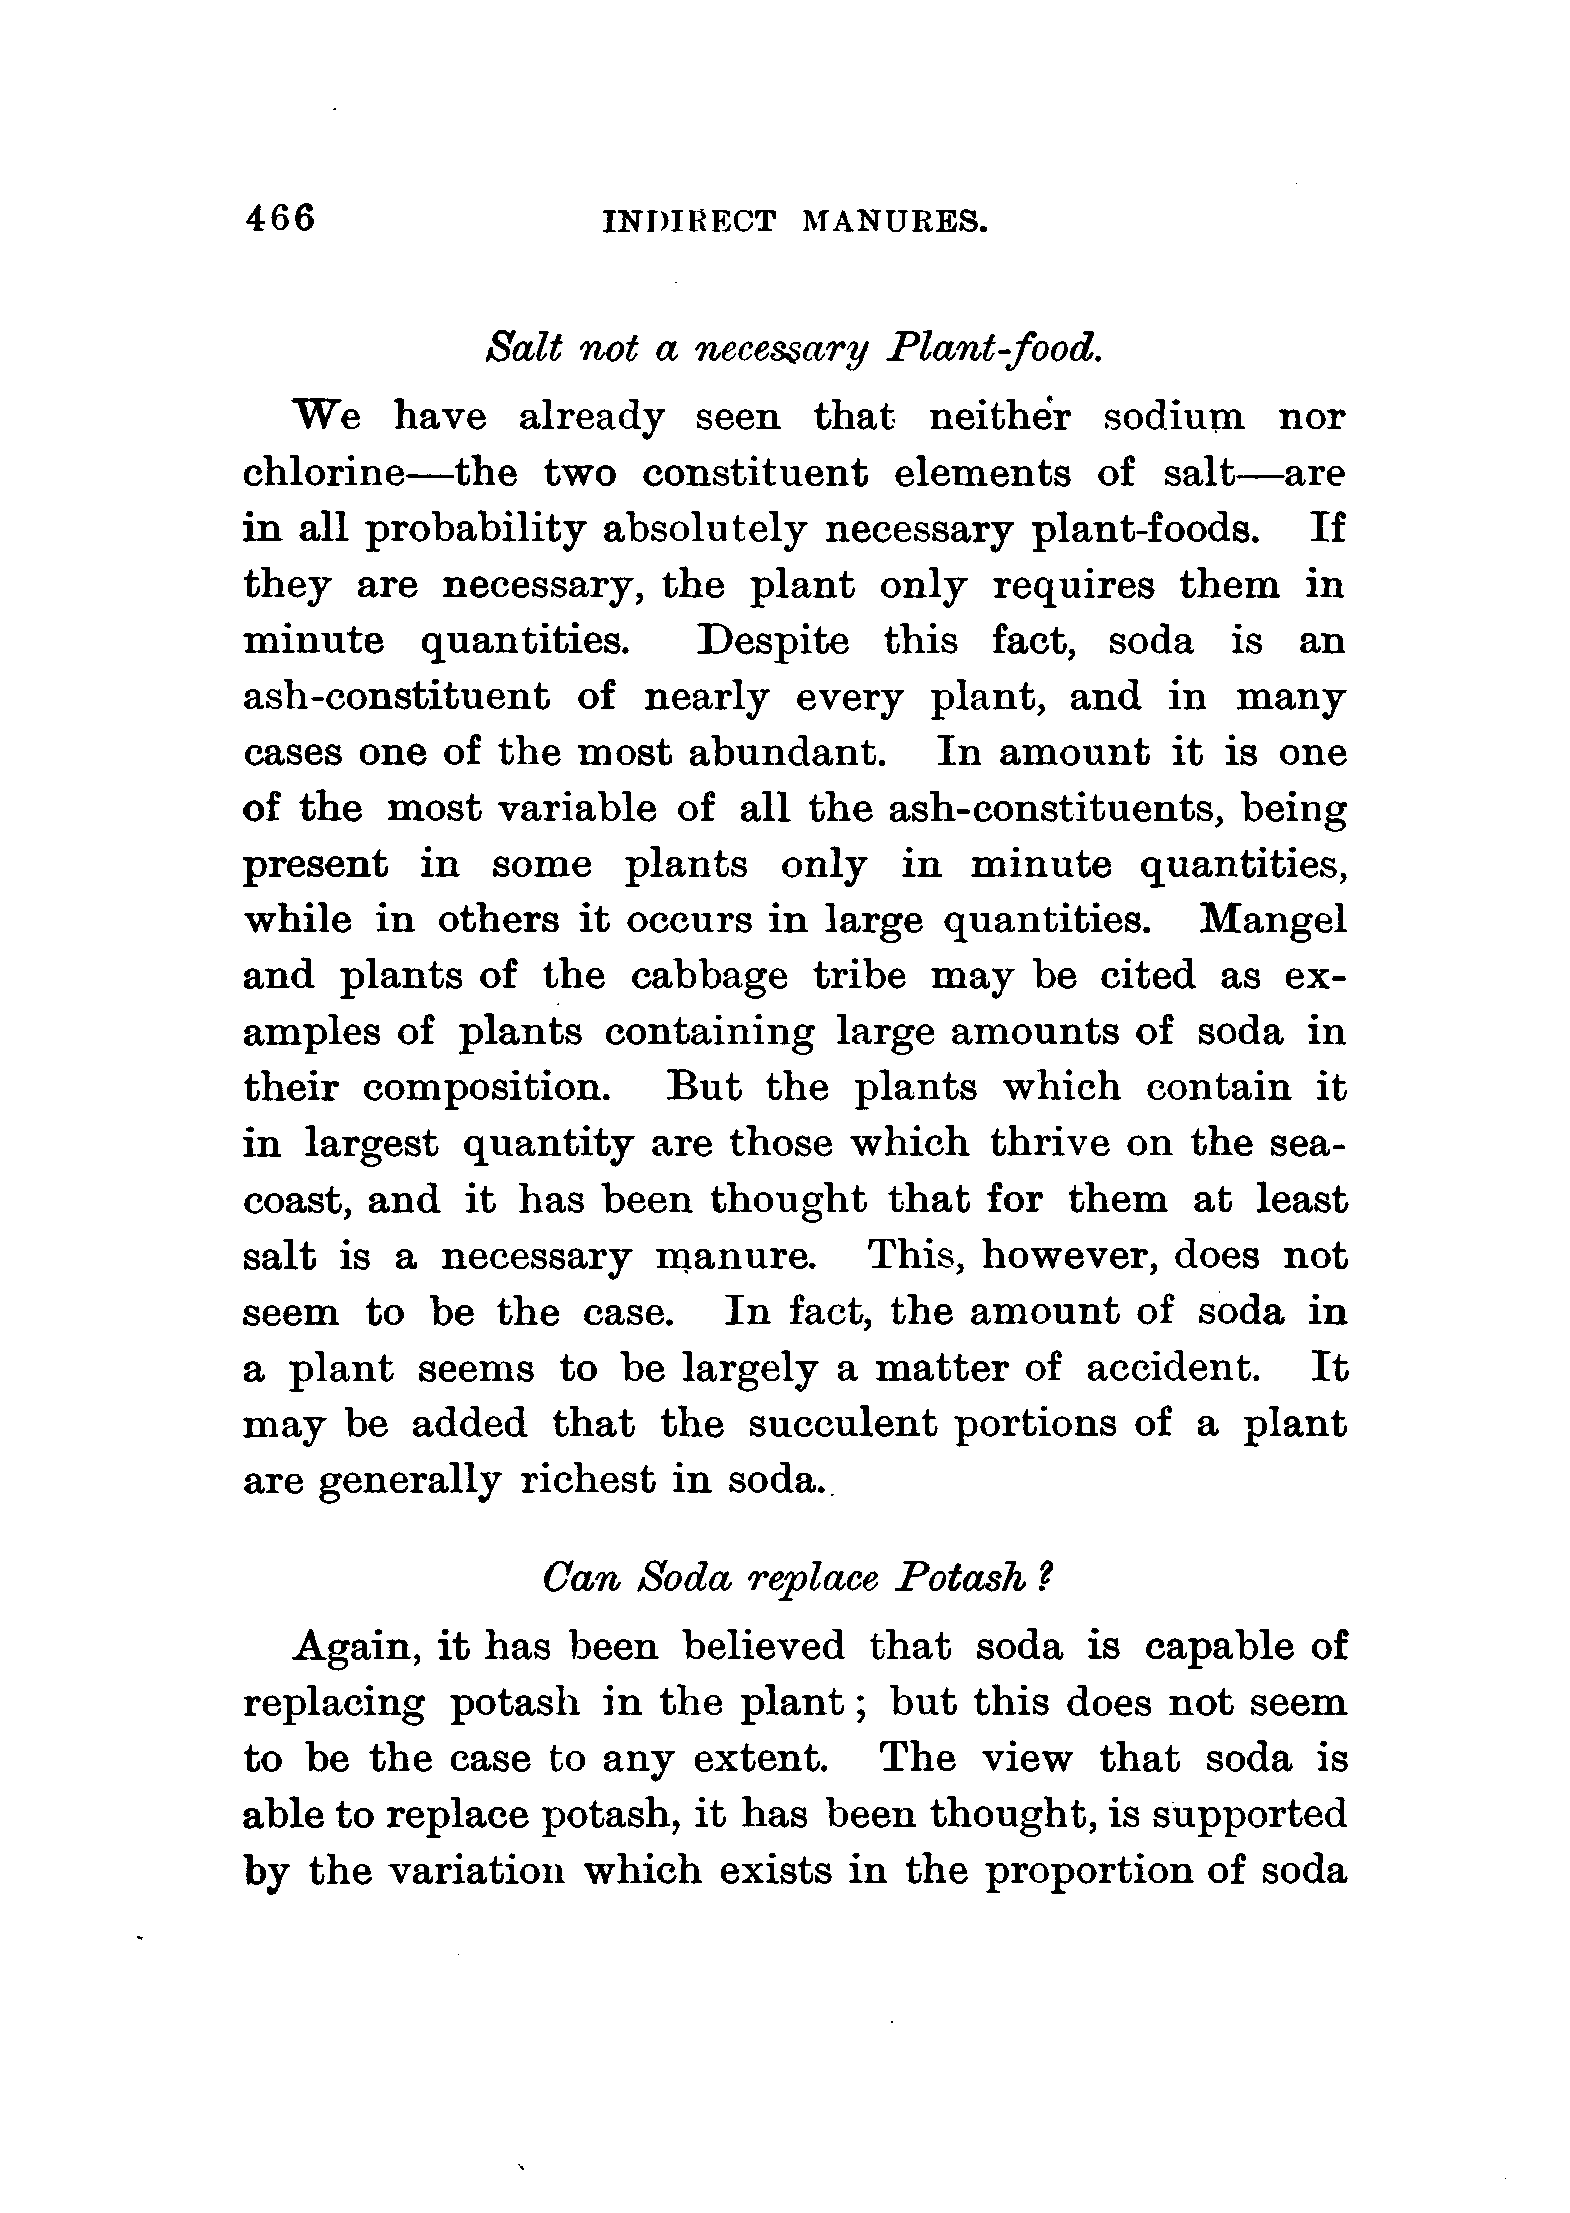 466 INDIRECT MANURES.
Salt not a necessary Plant-food.
We have already seen that neither sodium nor
chlorine—the two constituent elements of salt—are
in all probability absolutely necessary plant-foods. If
they are necessary, the plant only requires them in
minute quantities. Despite this fact, soda is an
ash-constituent of nearly every plant, and in many
cases one of the most abundant. In amount it is one
of the most variable of all the ash-constituents, being
present in some plants only in minute quantities,
while in others it occurs in large quantities. Mangel
and plants of the cabbage tribe may be cited as ex-
amples of plants containing large amounts of soda in
their composition. But the plants which contain it
in largest quantity are those which thrive on the sea-
coast, and it has been thought that for them at least
salt is a necessary manure. This, however, does not
seem to be the case. In fact, the amount of soda in
a plant seems to be largely a matter of accident. It
may be added that the succulent portions of a plant
are generally richest in soda.
Can Soda replace Potash ?
Again, it has been believed that soda is capable of
replacing potash in the plant ; but this does not seem
to be the case to any extent. The view that soda is
able to replace potash, it has been thought, is supported
by the variation which exists in the proportion of soda